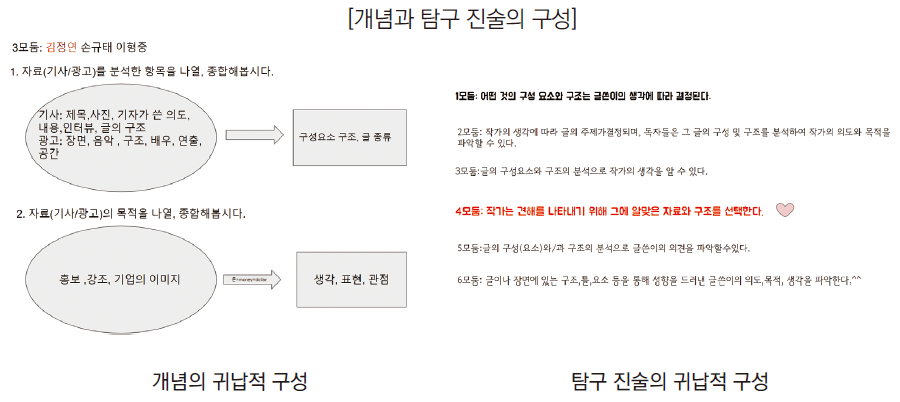 [개념과 탐구 진술의 구성]
3모둠: 김정연 손규태 이형중
1. 자료(기사/광고)를 분석한 항목을 나열, 종합해봅시다.
기사: 제목,사진, 기자가 쓴 의도,
내용,인터뷰, 글의 구조
광고: 장면, 음악 , 구조, 배우, 연출,
공간
구성요소 구조, 글 종류
2. 자료(기사/광고)의 목적을 나열, 종합해봅시다.
홍보 ,강조, 기업의 이미지
생각, 표현, 관점
개념의 귀납적 구성
1모둠: 어떤 것의 구성 요소와 구조는 글쓴이의 생각에 따라 결정된다.
2모둠: 작가의 생각에 따라 글의 주제가결정되며, 독자들은 그 글의 구성 및 구조를 분석하여 작가의 의도와 목적을
파악할 수 있다.
3모둠:글의 구성요소와 구조의 분석으로 작가의 생각을 알 수 있다.
4모둠: 작가는 견해를 나타내기 위해 그에 알맞은 자료와 구조를 선택한다.
5모둠:글의 구성(요소)와/과 구조의 분석으로 글쓴이의 의견을 파악할수있다.
6모둠: 글이나 장면에 있는 구조,틀,요소 등을 통해 성향을 드러낸 글쓴이의 의도,목적, 생각을 파악한다.^^
탐구 진술의 귀납적 구성